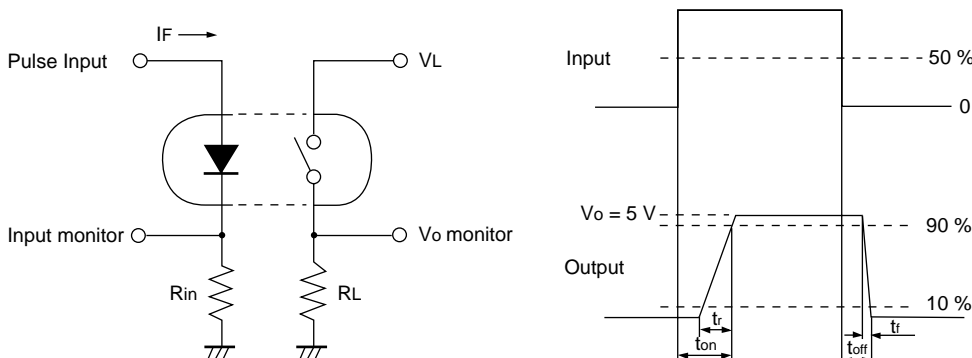 IF
Pulse Input
VL
Input monitor
Vo monitor
Rin
RL
Input
50 %
0
Vo = 5 V
90 %
Output
10 %
tr
tf
ton
toff